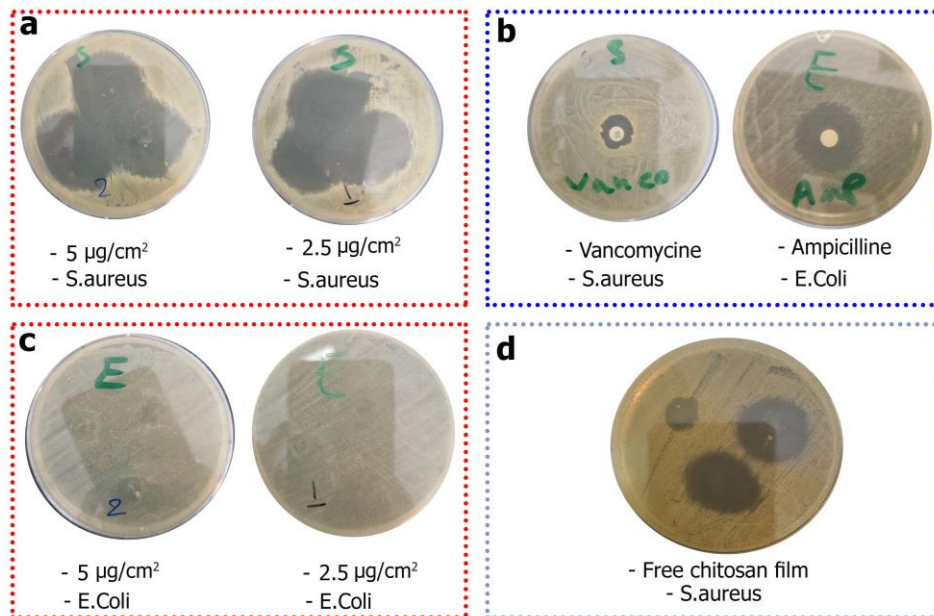 a
S
2
- 5 µg/cm²
- S.aureus
S
1
- 2.5 µg/cm²
- S.aureus
b
S
Vanco
- Vancomycine
- S.aureus
E
Amp
- Ampicilline
- E.Coli
c
E
2
- 5 µg/cm²
- E.Coli
E
1
- 2.5 µg/cm²
- E.Coli
d
- Free chitosan film
- S.aureus